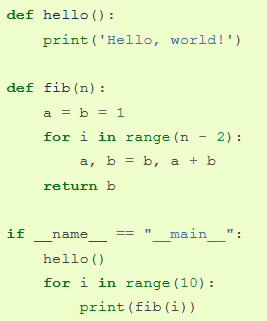 def hello():
    print('Hello, world!')

def fib(n):
    a = b = 1
    for i in range(n - 2):
        a, b = b, a + b
    return b

if __name__ == "__main__":
    hello()
    for i in range(10):
        print(fib(i))